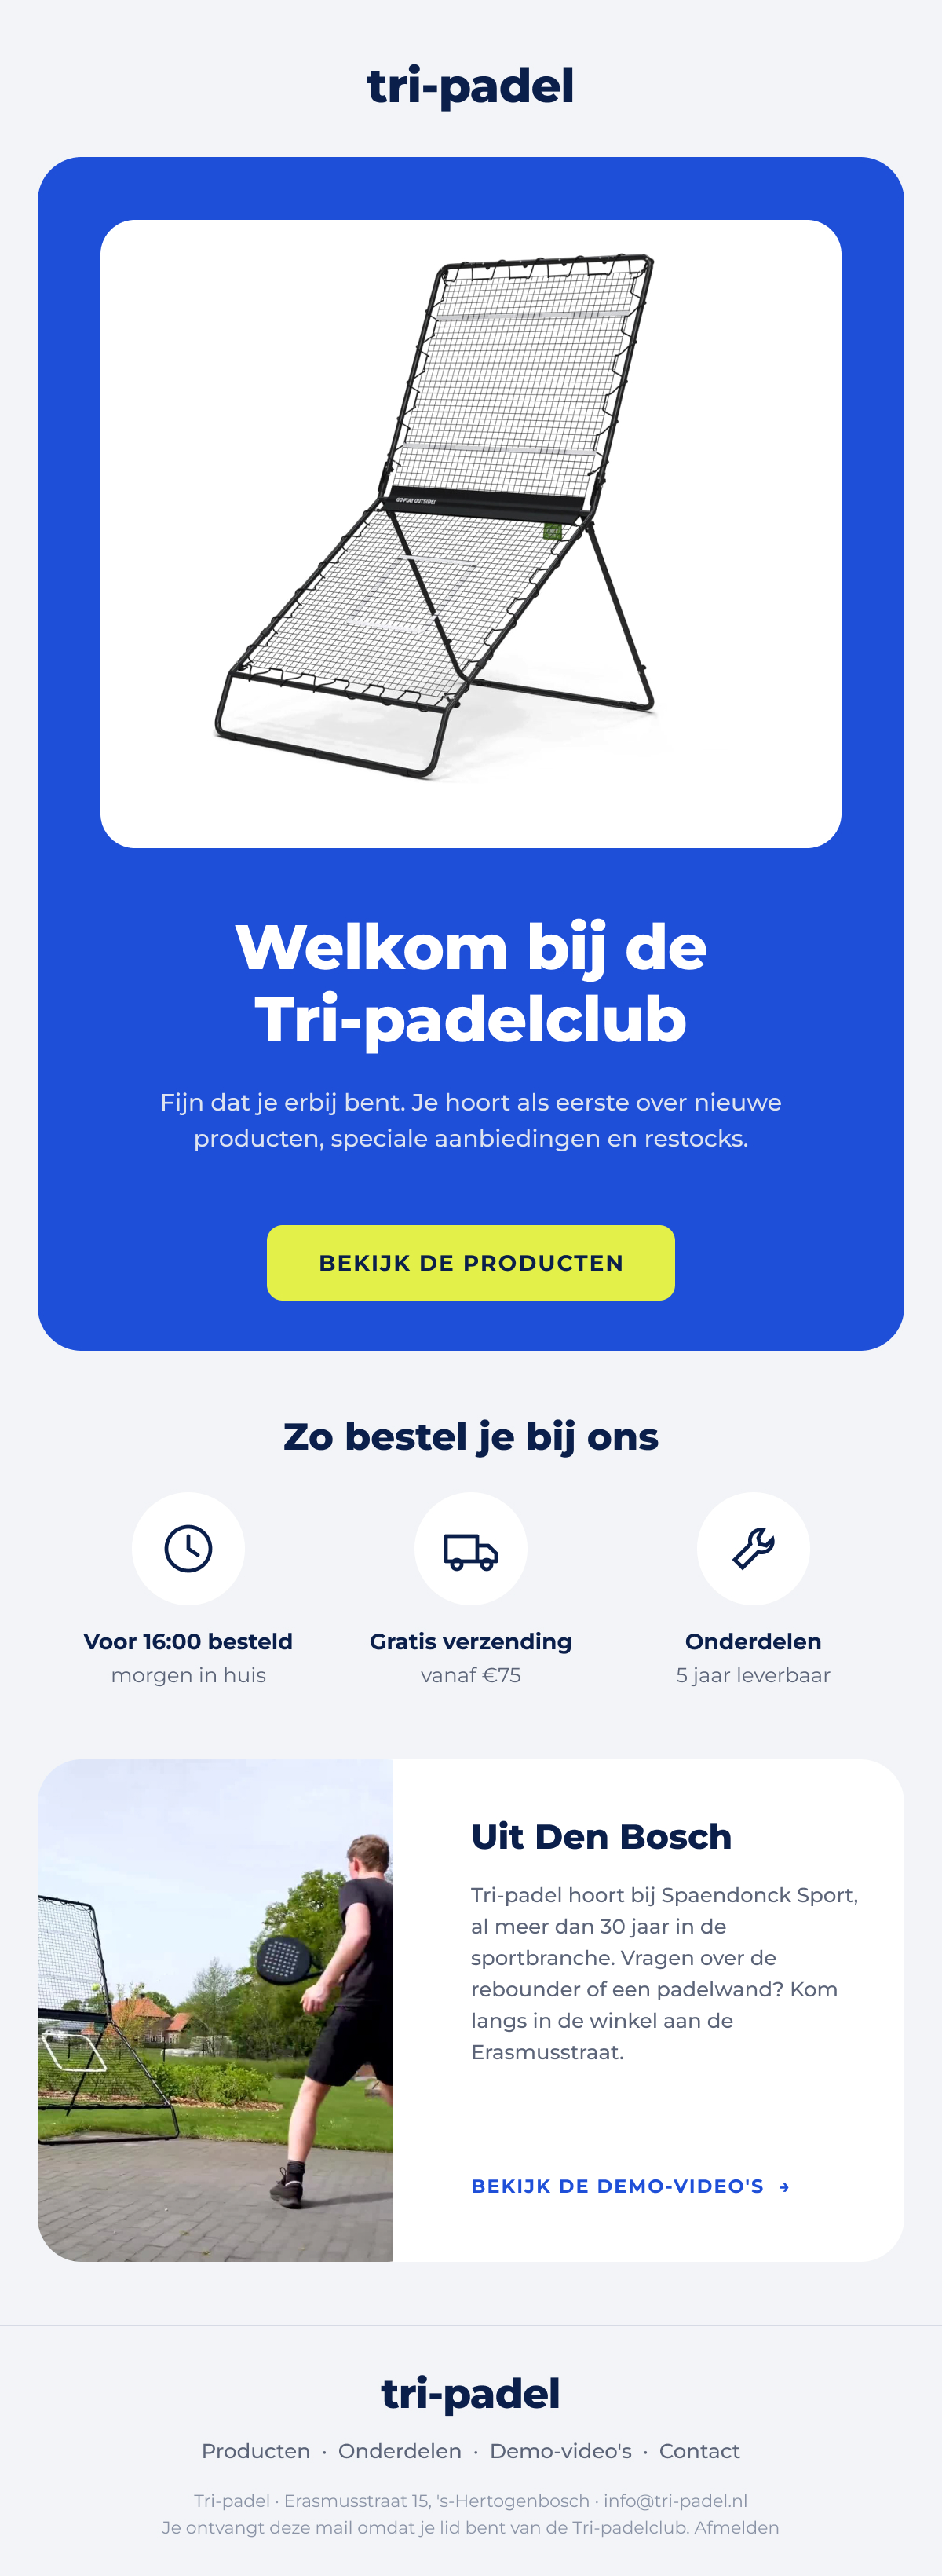 tri-padel
GO PLAY OUTSIDE!
Welkom bij de
Tri-padelclub
Fijn dat je erbij bent. Je hoort als eerste over nieuwe
producten, speciale aanbiedingen en restocks.
BEKIJK DE PRODUCTEN
Zo bestel je bij ons
Voor 16:00 besteld
morgen in huis
Gratis verzending
vanaf €75
Onderdelen
5 jaar leverbaar
Uit Den Bosch
Tri-padel hoort bij Spaendonck Sport,
al meer dan 30 jaar in de
sportbranche. Vragen over de
rebounder of een padelwand? Kom
langs in de winkel aan de
Erasmusstraat.
BEKIJK DE DEMO-VIDEO'S →
tri-padel
Producten · Onderdelen · Demo-video's · Contact
Tri-padel · Erasmusstraat 15, 's-Hertogenbosch · info@tri-padel.nl
Je ontvangt deze mail omdat je lid bent van de Tri-padelclub. Afmelden